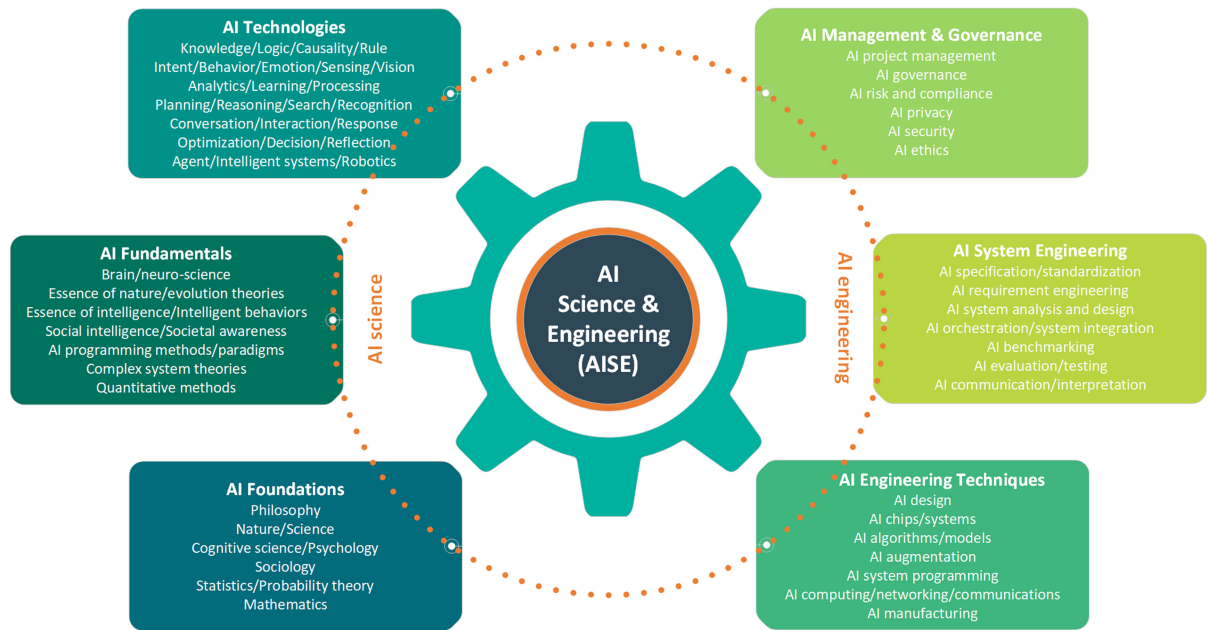 AI Technologies
Knowledge/Logic/Causality/Rule
Intent/Behavior/Emotion/Sensing/Vision
Analytics/Learning/Processing
Planning/Reasoning/Search/Recognition
Conversation/Interaction/Response
Optimization/Decision/Reflection
Agent/Intelligent systems/Robotics
AI Management & Governance
AI project management
AI governance
AI risk and compliance
AI privacy
AI security
AI ethics
AI Fundamentals
Brain/neuro-science
Essence of nature/evolution theories
Essence of intelligence/Intelligent behaviors
Social intelligence/Societal awareness
AI programming methods/paradigms
Complex system theories
Quantitative methods
AI science
AI
Science &
Engineering
(AISE)
AI engineering
AI System Engineering
AI specification/standardization
AI requirement engineering
AI system analysis and design
AI orchestration/system integration
AI benchmarking
AI evaluation/testing
AI communication/interpretation
AI Foundations
Philosophy
Nature/Science
Cognitive science/Psychology
Sociology
Statistics/Probability theory
Mathematics
AI Engineering Techniques
AI design
AI chips/systems
AI algorithms/models
AI augmentation
AI system programming
AI computing/networking/communications
AI manufacturing